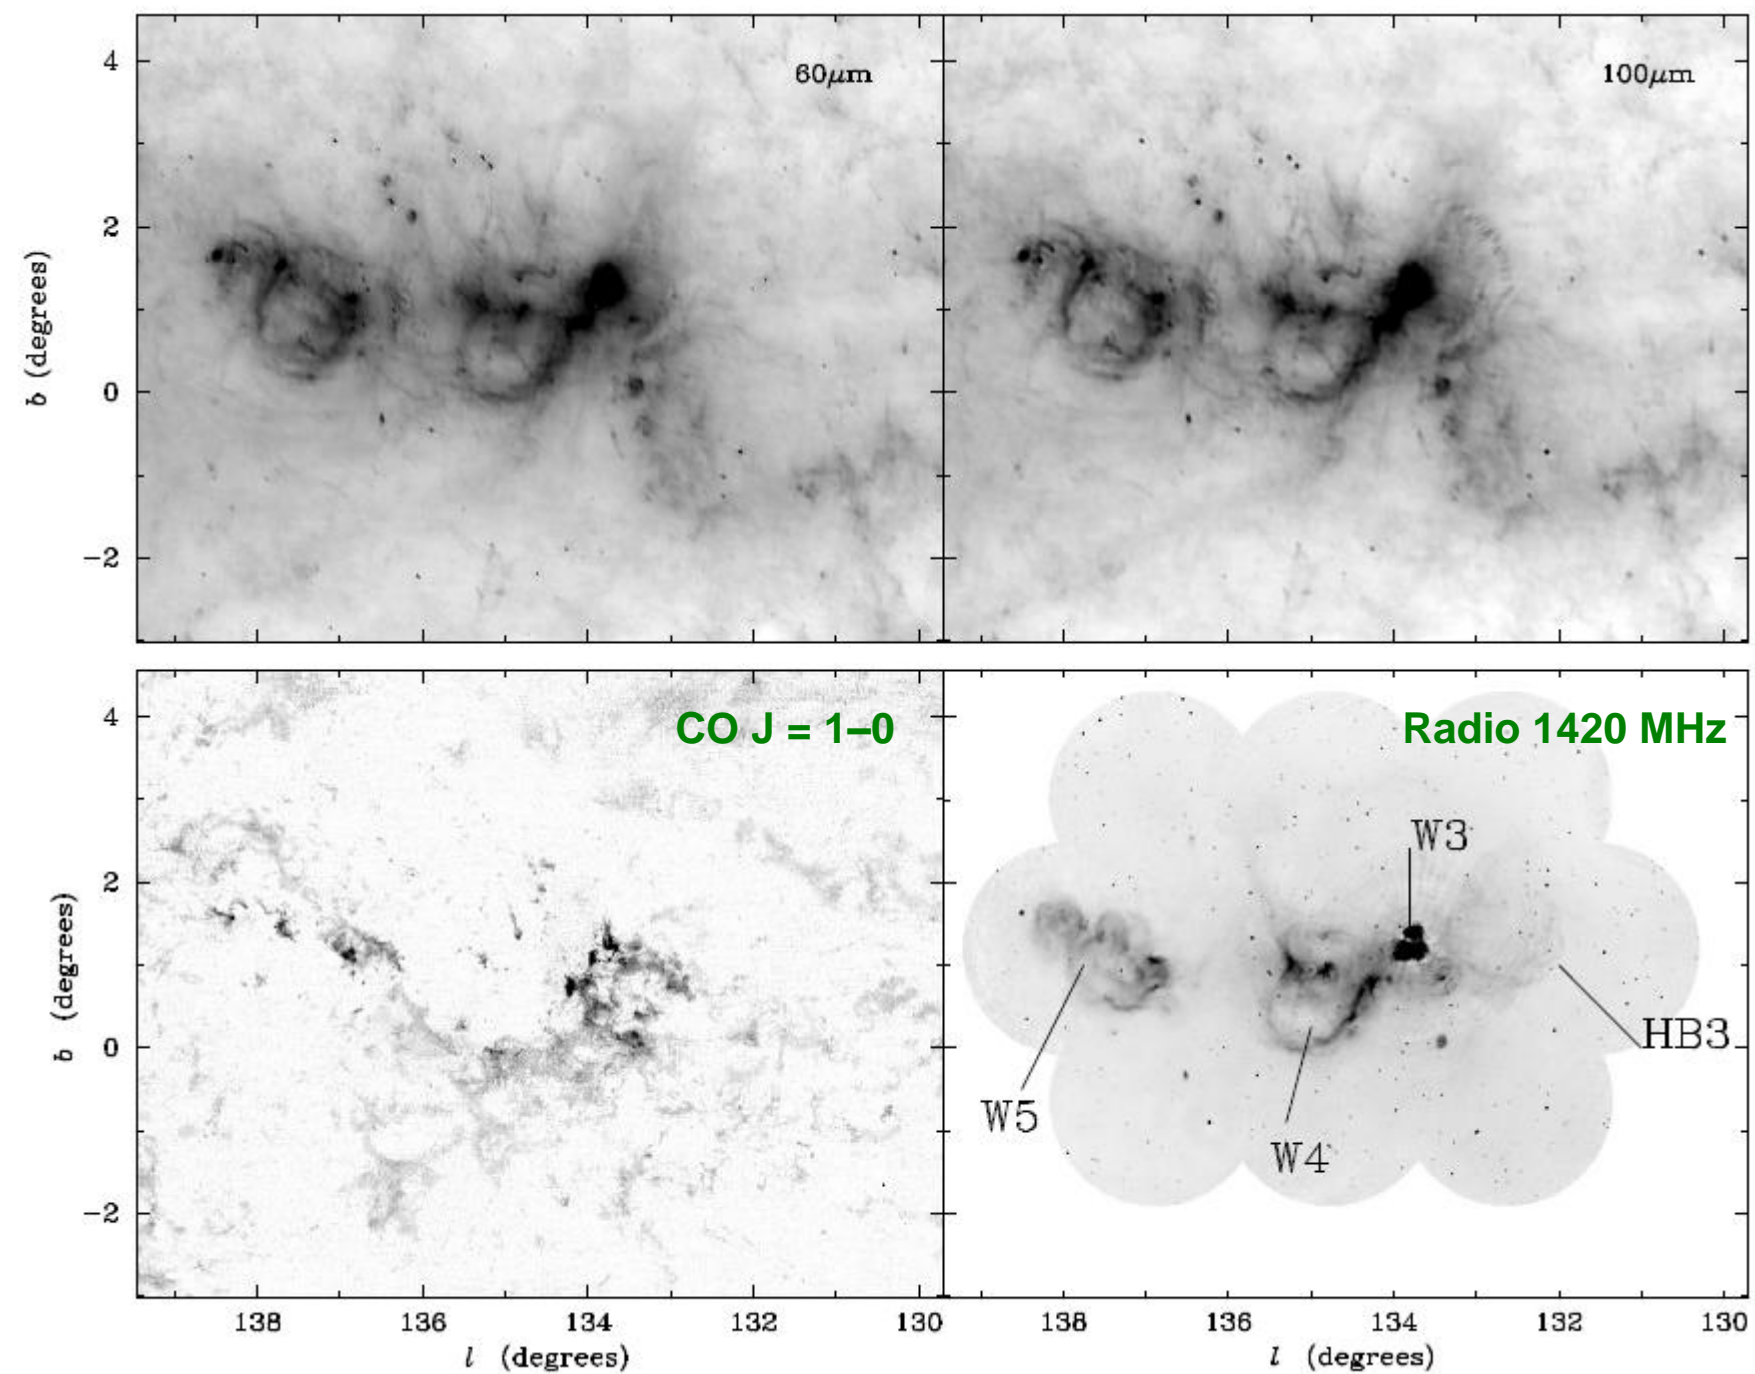 60μm
100μm
4
2
0
−2
b (degrees)
CO J = 1–0
Radio 1420 MHz
W3
HB3
W5
W4
4
2
0
−2
b (degrees)
138 136 134 132 130
138 136 134 132 130
l (degrees)
l (degrees)